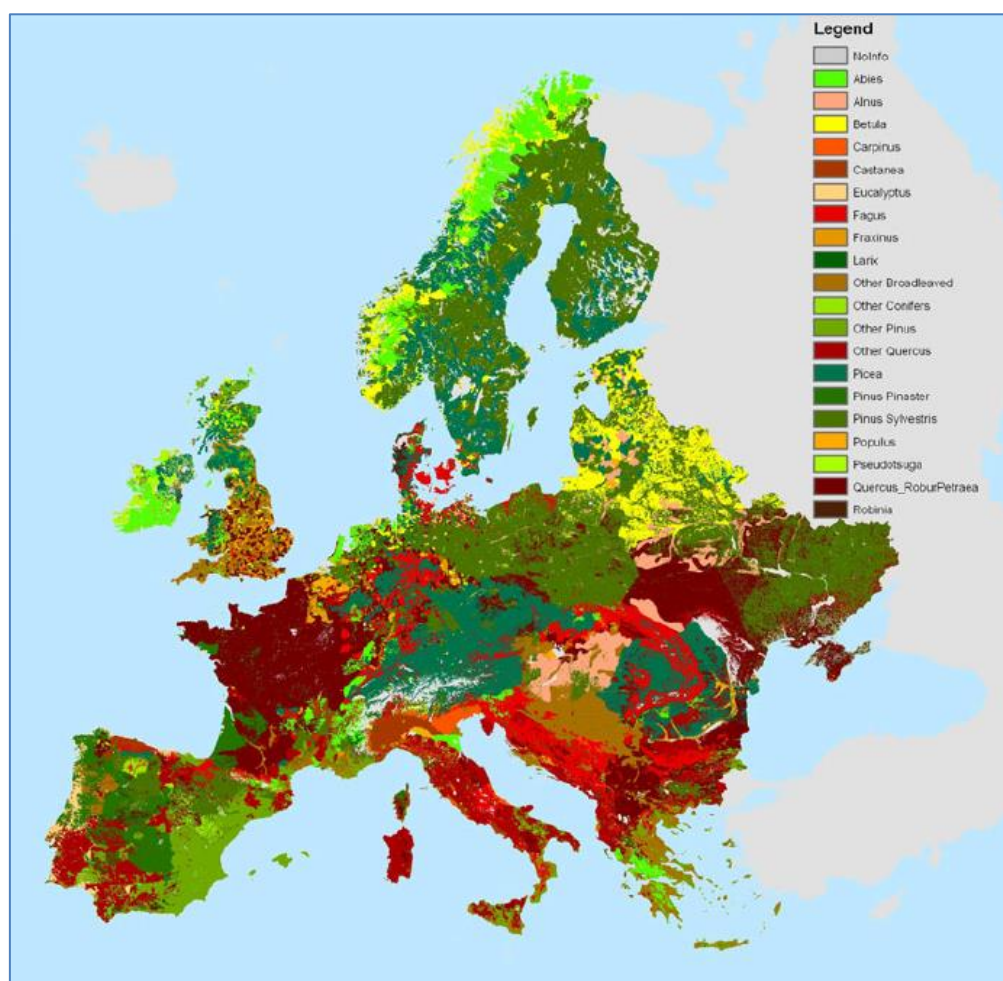 Legend
NoInfo
Abies
Alnus
Betula
Carpinus
Castanea
Eucalyptus
Fagus
Fraxinus
Larix
Other Broadleaved
Other Conifers
Other Pinus
Other Quercus
Picea
Pinus Pinaster
Pinus Sylvestris
Populus
Pseudotsuga
Quercus_RoburPetraea
Robinia